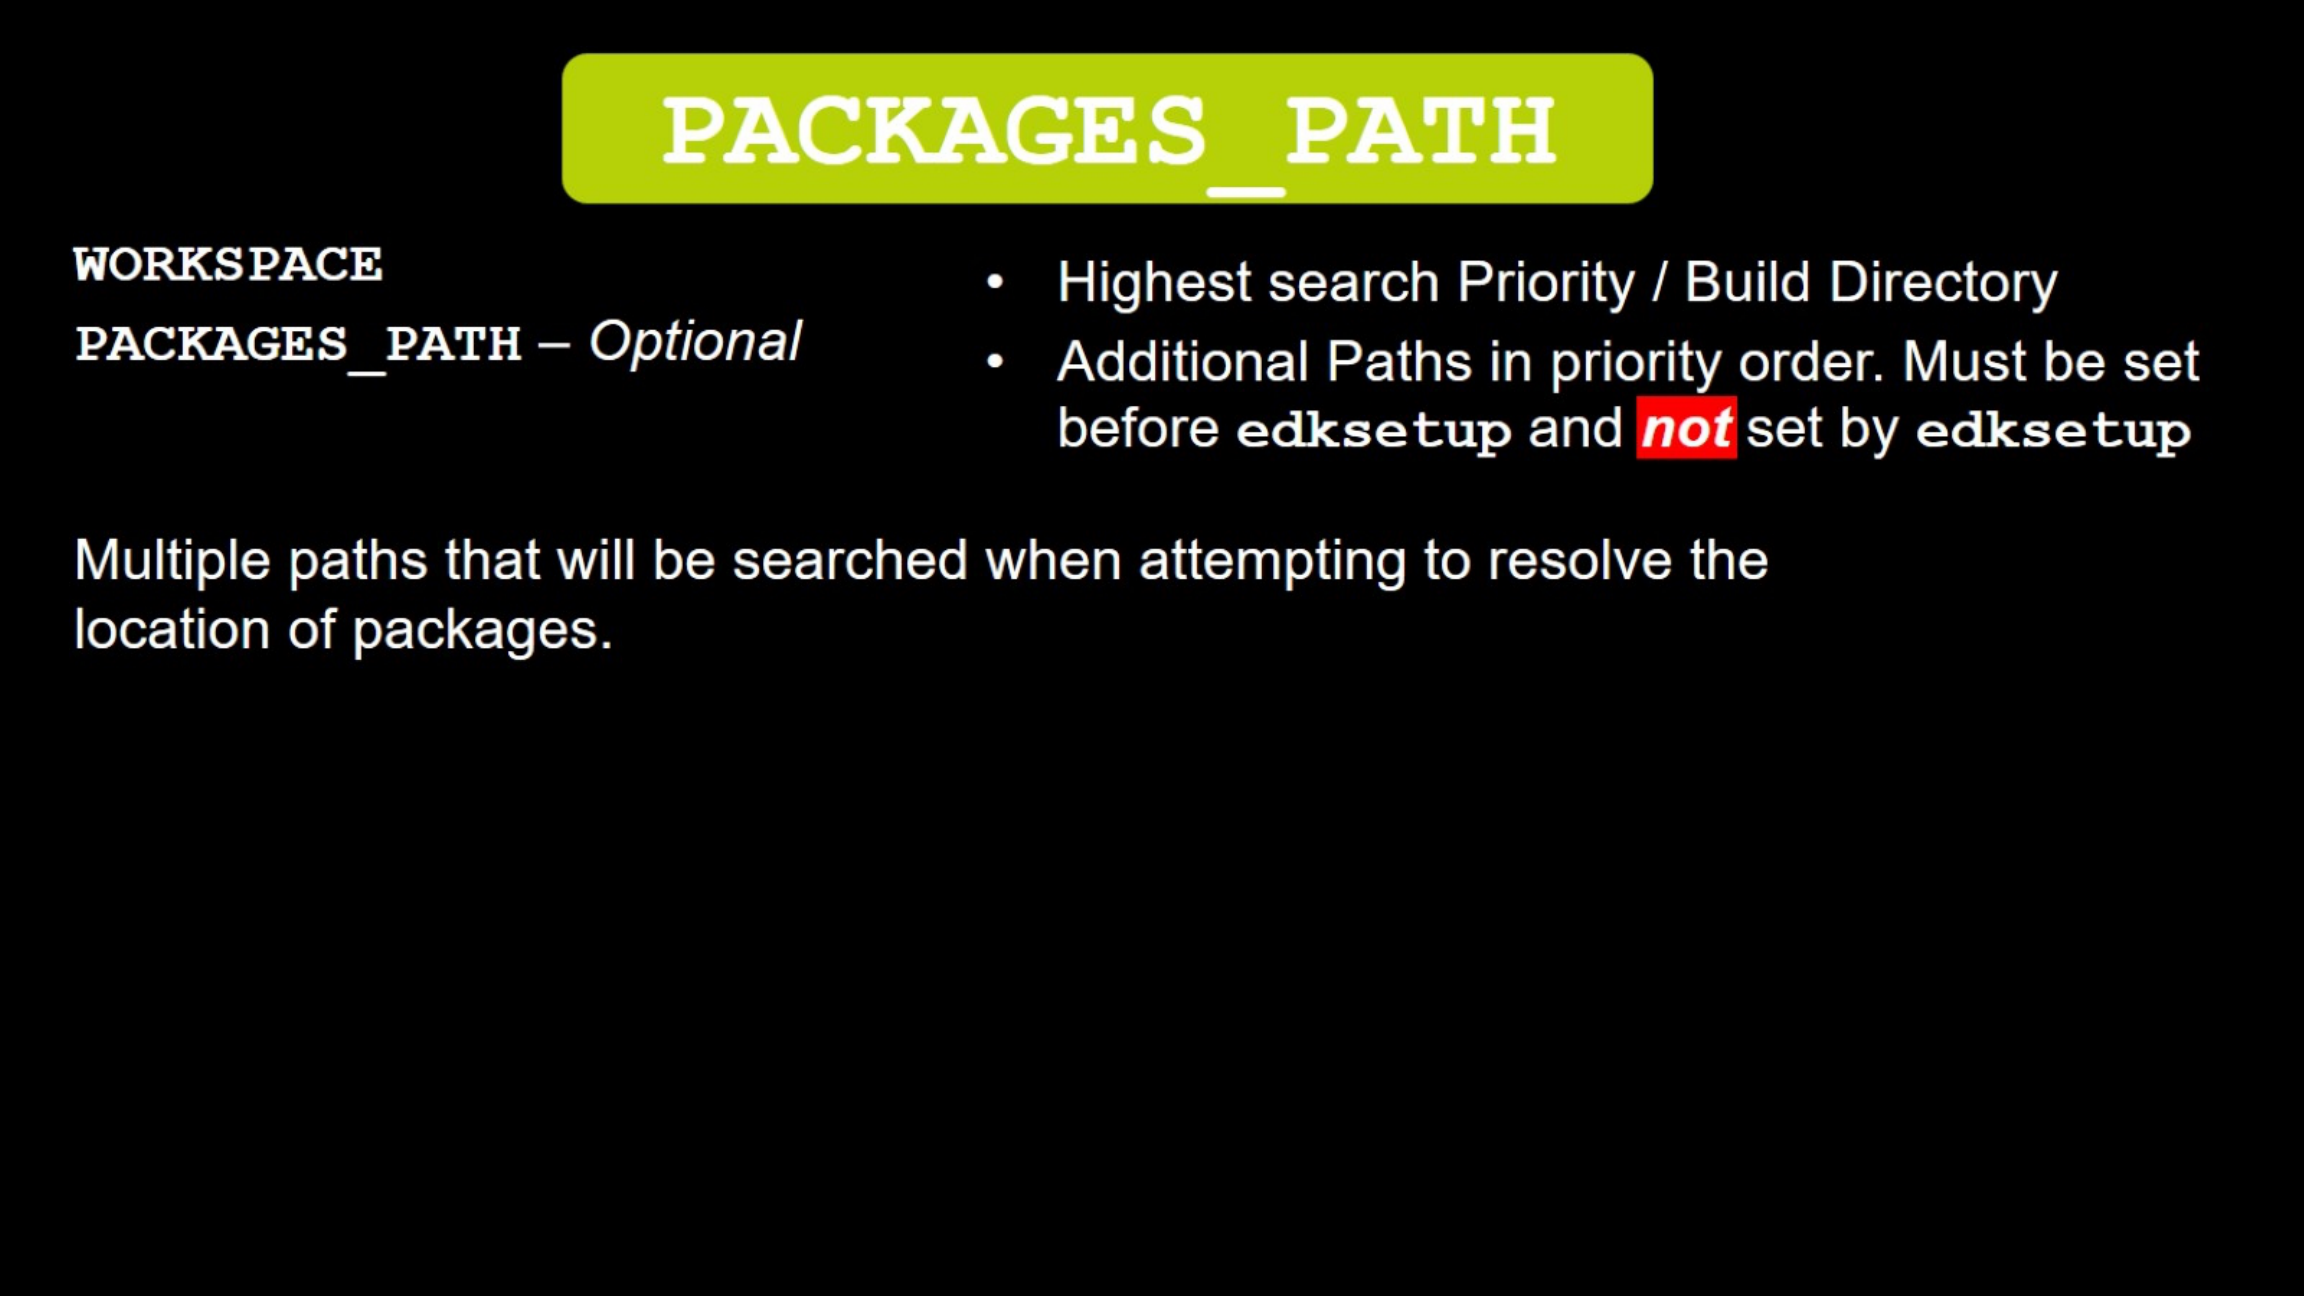 PACKAGES_PATH
WORKSPACE
PACKAGES_PATH – Optional
• Highest search Priority / Build Directory
• Additional Paths in priority order. Must be set
before edksetup and not set by edksetup
Multiple paths that will be searched when attempting to resolve the
location of packages.